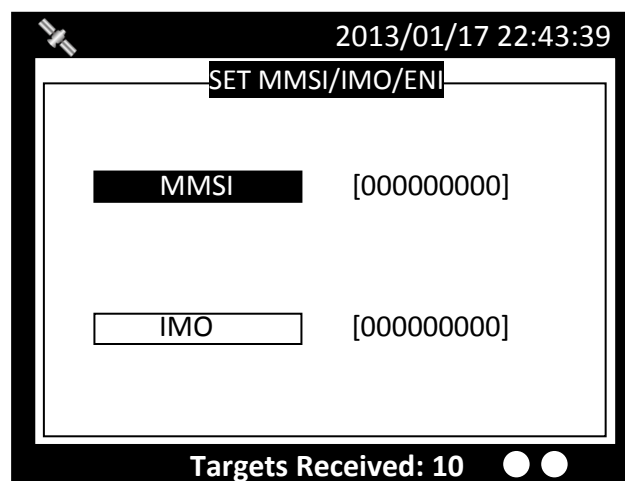 2013/01/17 22:43:39
SET MMSI/IMO/ENI
MMSI [000000000]
IMO [000000000]
Targets Received: 10